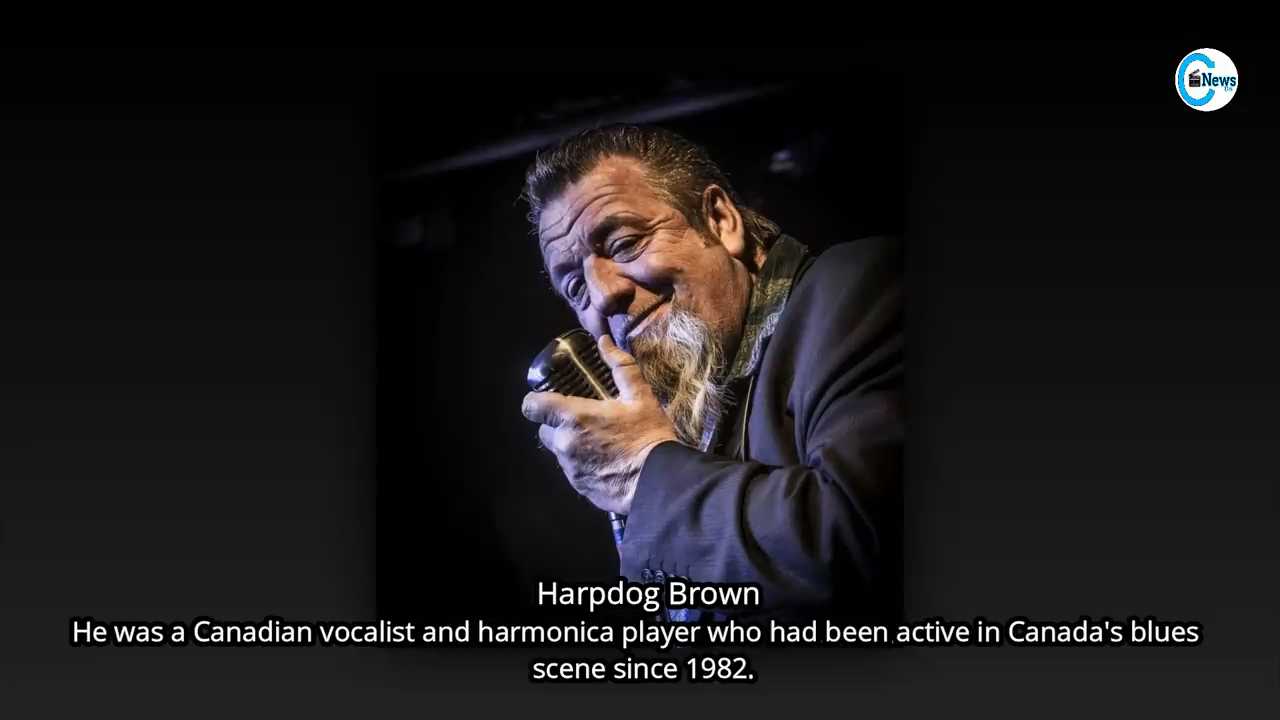 News
Harpdog Brown
He was a Canadian vocalist and harmonica player who had been active in Canada's blues
scene since 1982.